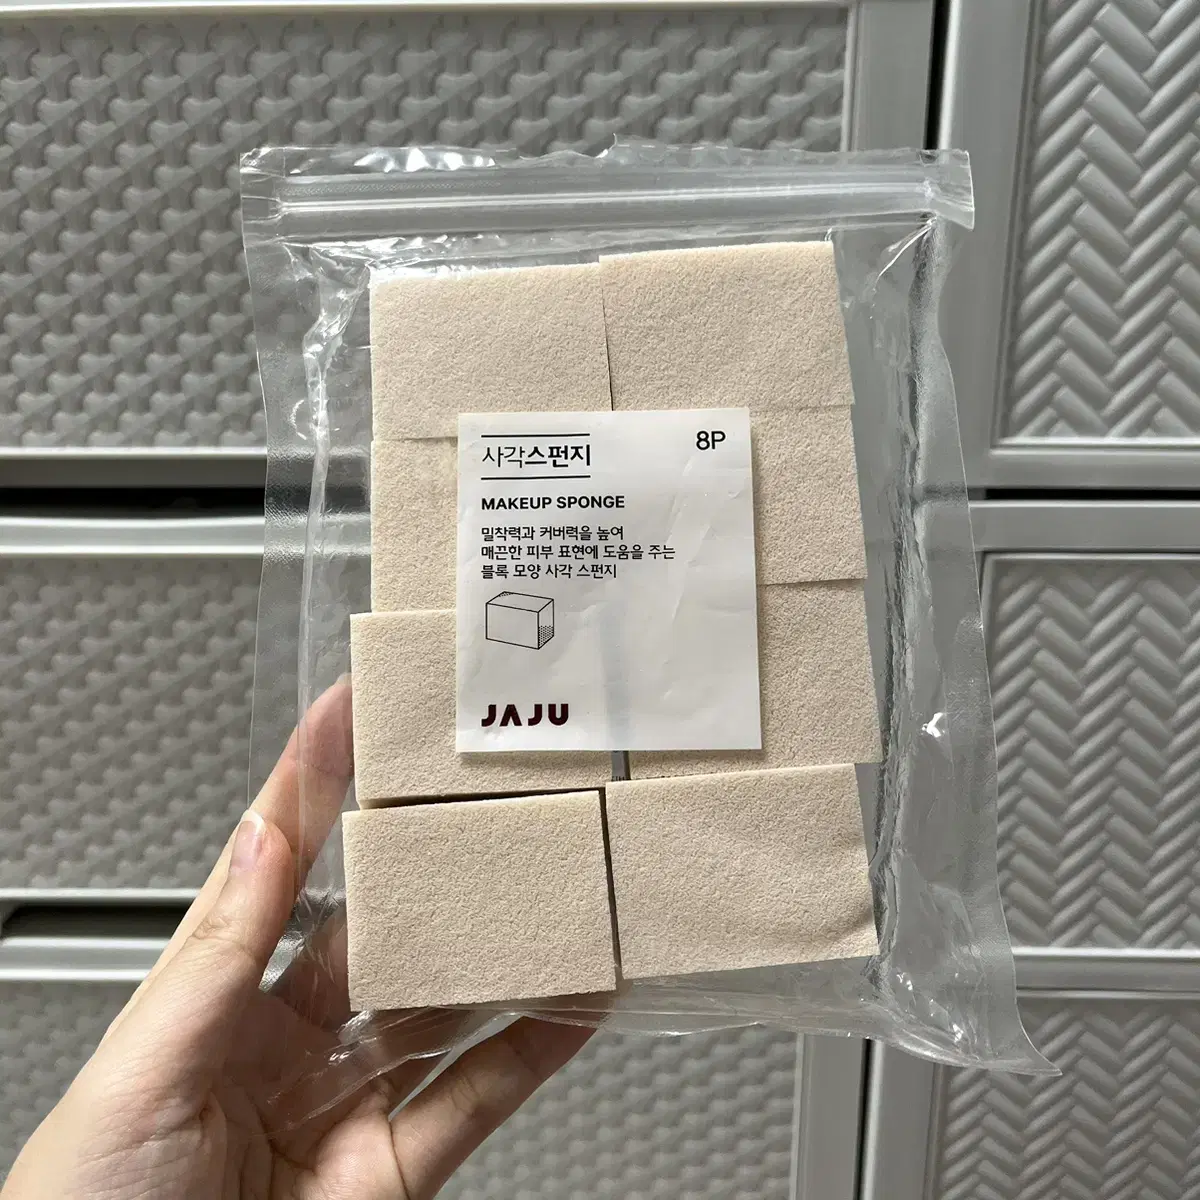 사각스펀지
8P
MAKEUP SPONGE
밀착력과 커버력을 높여
매끈한 피부 표현에 도움을 주는
블록 모양 사각 스펀지
JAJU